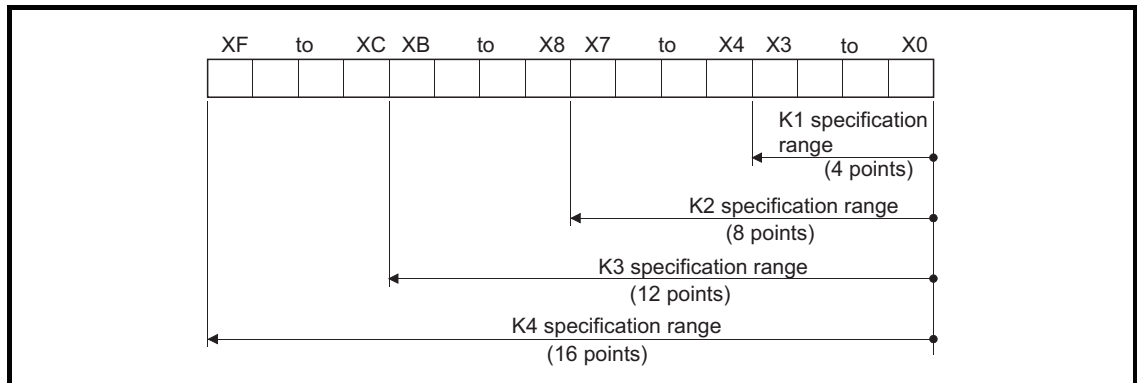 XF to XC XB to X8 X7 to X4 X3 to X0
K1 specification
range
(4 points)
K2 specification range
(8 points)
K3 specification range
(12 points)
K4 specification range
(16 points)